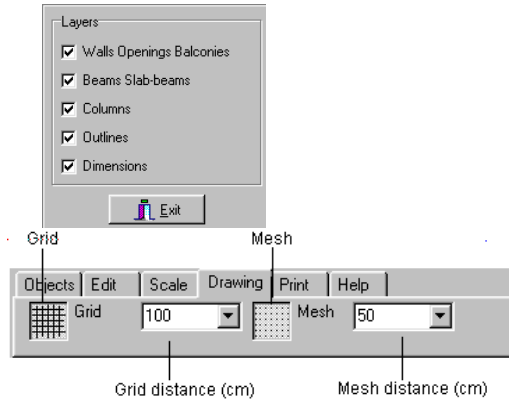 Layers
Walls Openings Balconies
Beams Slab-beams
Columns
Outlines
Dimensions
Exit
Grid Mesh
Objects Edit Scale Drawing Print Help
Grid 100 Mesh 50
Grid distance (cm) Mesh distance (cm)